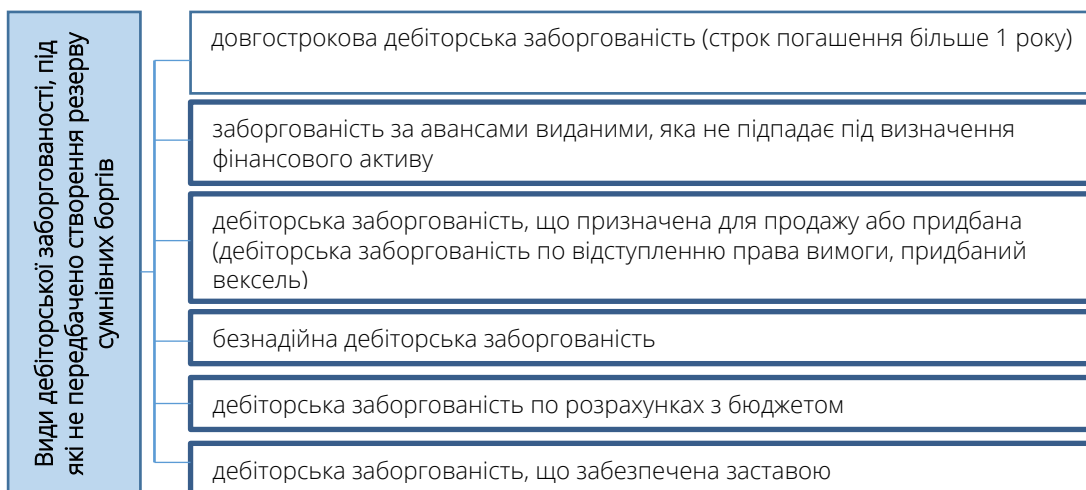 Види дебіторської заборгованості, під
які не передбачено створення резерву
сумнівних боргів
довгострокова дебіторська заборгованість (строк погашення більше 1 року)
заборгованість за авансами виданими, яка не підпадає під визначення
фінансового активу
дебіторська заборгованість, що призначена для продажу або придбана
(дебіторська заборгованість по відступленню права вимоги, придбаний
вексель)
безнадійна дебіторська заборгованість
дебіторська заборгованість по розрахунках з бюджетом
дебіторська заборгованість, що забезпечена заставою